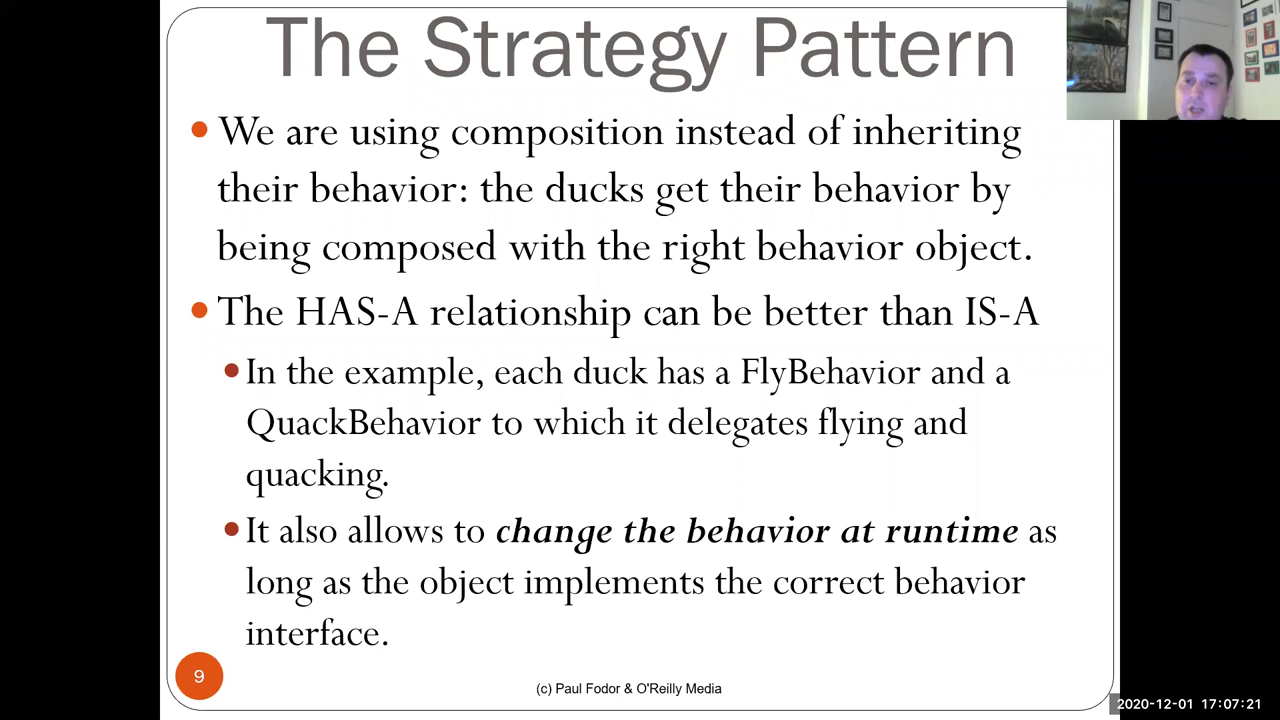 The Strategy Pattern
We are using composition instead of inheriting
their behavior: the ducks get their behavior by
being composed with the right behavior object.
The HAS-A relationship can be better than IS-A
In the example, each duck has a FlyBehavior and a
QuackBehavior to which it delegates flying and
quacking.
It also allows to change the behavior at runtime as
long as the object implements the correct behavior
interface.
9
(c) Paul Fodor & O'Reilly Media
2020-12-01 17:07:21